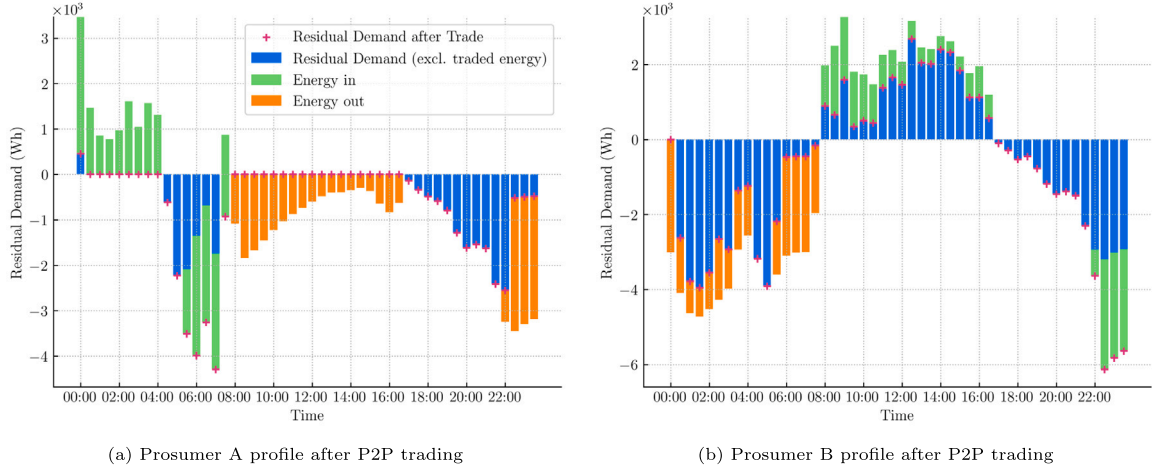 ×10³
3
2
1
0
−1
−2
−3
−4
Residual Demand (Wh)
Residual Demand after Trade
Residual Demand (excl. traded energy)
Energy in
Energy out
00:00 02:00 04:00 06:00 08:00 10:00 12:00 14:00 16:00 18:00 20:00 22:00
Time
(a) Prosumer A profile after P2P trading
×10³
2
0
−2
−4
−6
Residual Demand (Wh)
00:00 02:00 04:00 06:00 08:00 10:00 12:00 14:00 16:00 18:00 20:00 22:00
Time
(b) Prosumer B profile after P2P trading